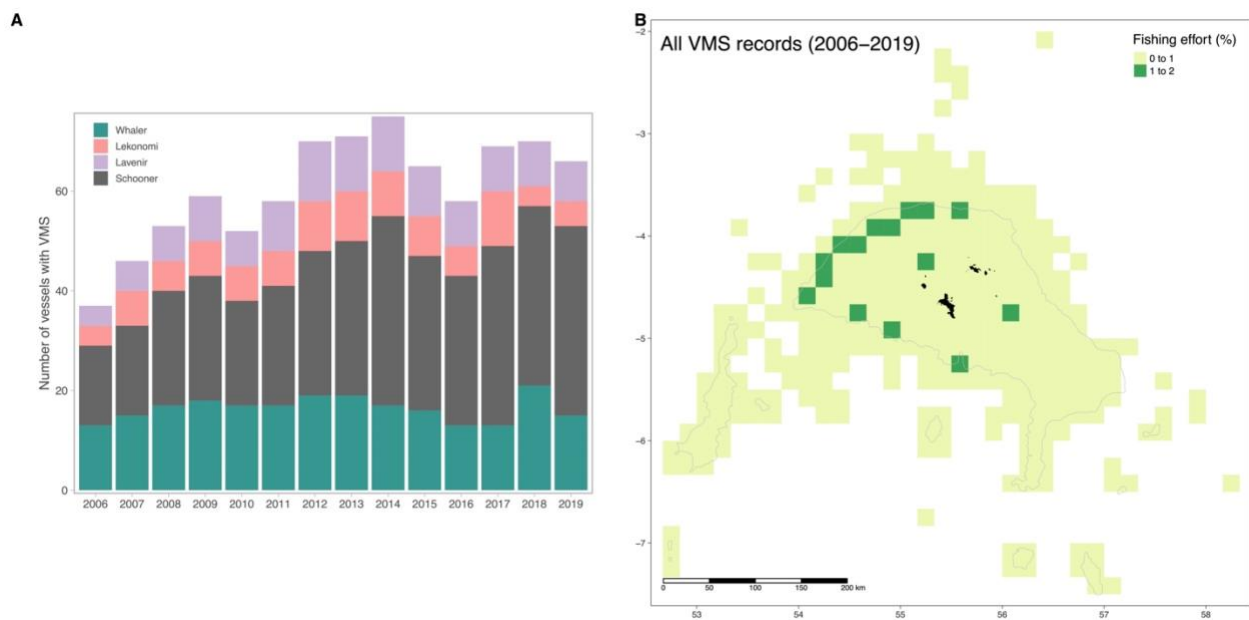 A
Whaler
Lekonomi
Lavenir
Schooner
Number of vessels with VMS
60
40
20
0
2006 2007 2008 2009 2010 2011 2012 2013 2014 2015 2016 2017 2018 2019
B
All VMS records (2006–2019)
Fishing effort (%)
0 to 1
1 to 2
−2
−3
−4
−5
−6
−7
0 50 100 150 200 km
53 54 55 56 57 58